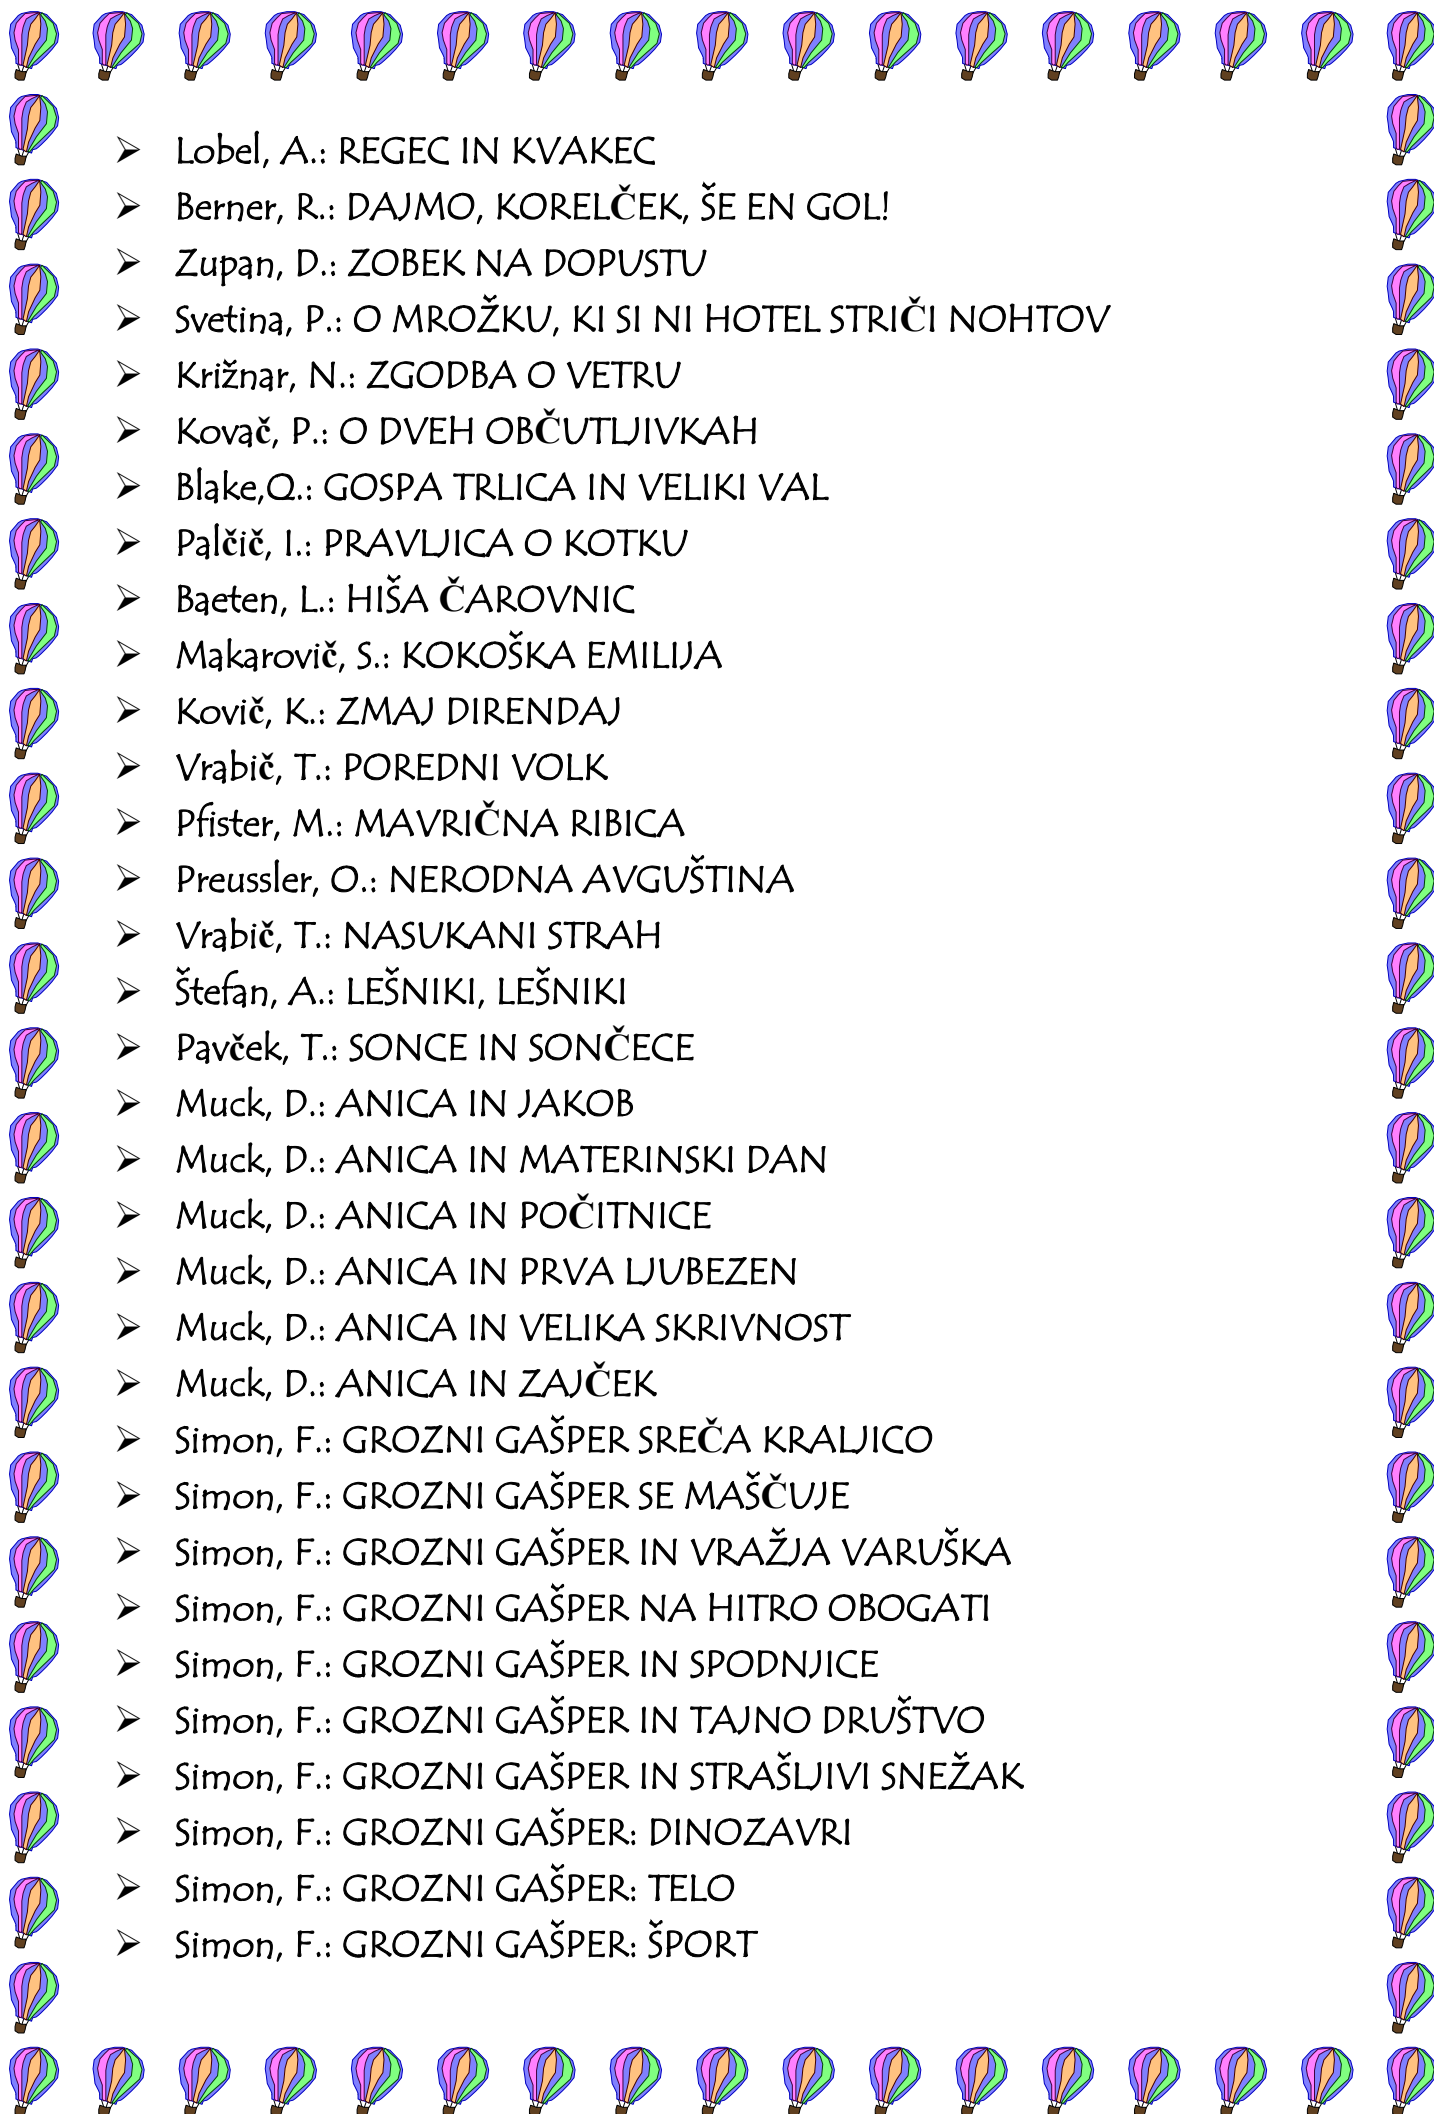 ➢ Lobel, A.: REGEC IN KVAKEC
➢ Berner, R.: DAJMO, KORELČEK, ŠE EN GOL!
➢ Zupan, D.: ZOBEK NA DOPUSTU
➢ Svetina, P.: O MROŽKU, KI SI NI HOTEL STRIČI NOHTOV
➢ Križnar, N.: ZGODBA O VETRU
➢ Kovač, P.: O DVEH OBČUTLJIVKAH
➢ Blake,Q.: GOSPA TRLICA IN VELIKI VAL
➢ Palčič, I.: PRAVLJICA O KOTKU
➢ Baeten, L.: HIŠA ČAROVNIC
➢ Makarovič, S.: KOKOŠKA EMILIJA
➢ Kovič, K.: ZMAJ DIRENDAJ
➢ Vrabič, T.: POREDNI VOLK
➢ Pfister, M.: MAVRIČNA RIBICA
➢ Preussler, O.: NERODNA AVGUŠTINA
➢ Vrabič, T.: NASUKANI STRAH
➢ Štefan, A.: LEŠNIKI, LEŠNIKI
➢ Pavček, T.: SONCE IN SONČECE
➢ Muck, D.: ANICA IN JAKOB
➢ Muck, D.: ANICA IN MATERINSKI DAN
➢ Muck, D.: ANICA IN POČITNICE
➢ Muck, D.: ANICA IN PRVA LJUBEZEN
➢ Muck, D.: ANICA IN VELIKA SKRIVNOST
➢ Muck, D.: ANICA IN ZAJČEK
➢ Simon, F.: GROZNI GAŠPER SREČA KRALJICO
➢ Simon, F.: GROZNI GAŠPER SE MAŠČUJE
➢ Simon, F.: GROZNI GAŠPER IN VRAŽJA VARUŠKA
➢ Simon, F.: GROZNI GAŠPER NA HITRO OBOGATI
➢ Simon, F.: GROZNI GAŠPER IN SPODNJICE
➢ Simon, F.: GROZNI GAŠPER IN TAJNO DRUŠTVO
➢ Simon, F.: GROZNI GAŠPER IN STRAŠLJIVI SNEŽAK
➢ Simon, F.: GROZNI GAŠPER: DINOZAVRI
➢ Simon, F.: GROZNI GAŠPER: TELO
➢ Simon, F.: GROZNI GAŠPER: ŠPORT